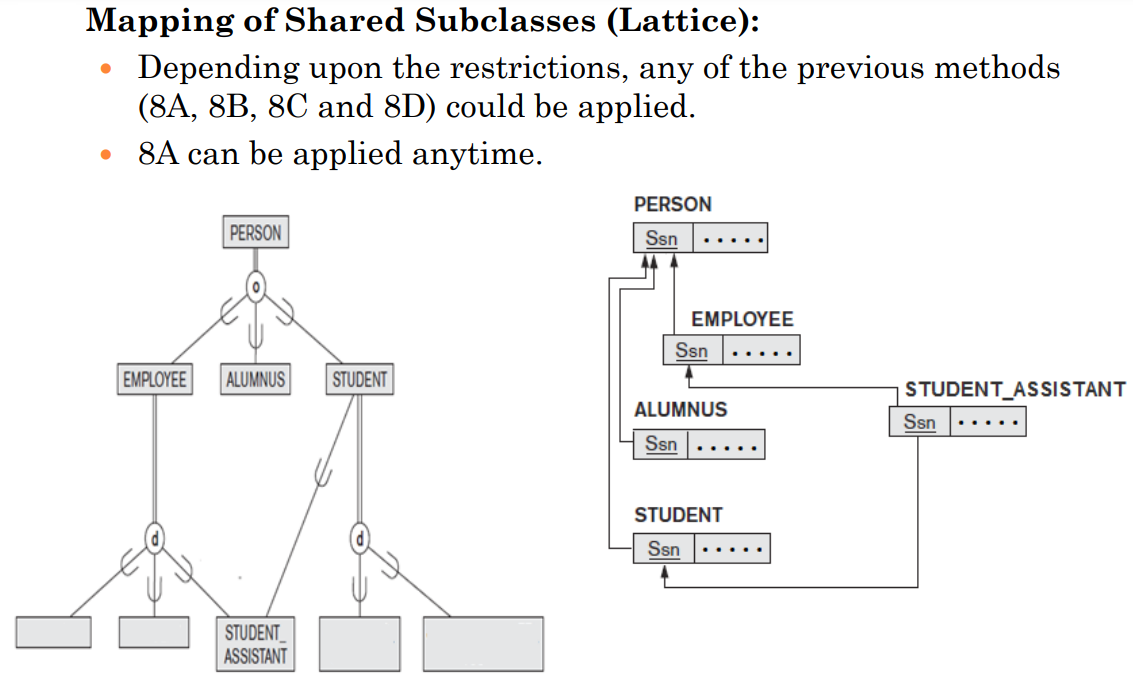 Mapping of Shared Subclasses (Lattice):
• Depending upon the restrictions, any of the previous methods
(8A, 8B, 8C and 8D) could be applied.
• 8A can be applied anytime.
PERSON
o
EMPLOYEE
ALUMNUS
STUDENT
d
d
STUDENT_
ASSISTANT
PERSON
Ssn • • • • •
EMPLOYEE
Ssn • • • • •
STUDENT_ASSISTANT
Ssn • • • • •
ALUMNUS
Ssn • • • • •
STUDENT
Ssn • • • • •